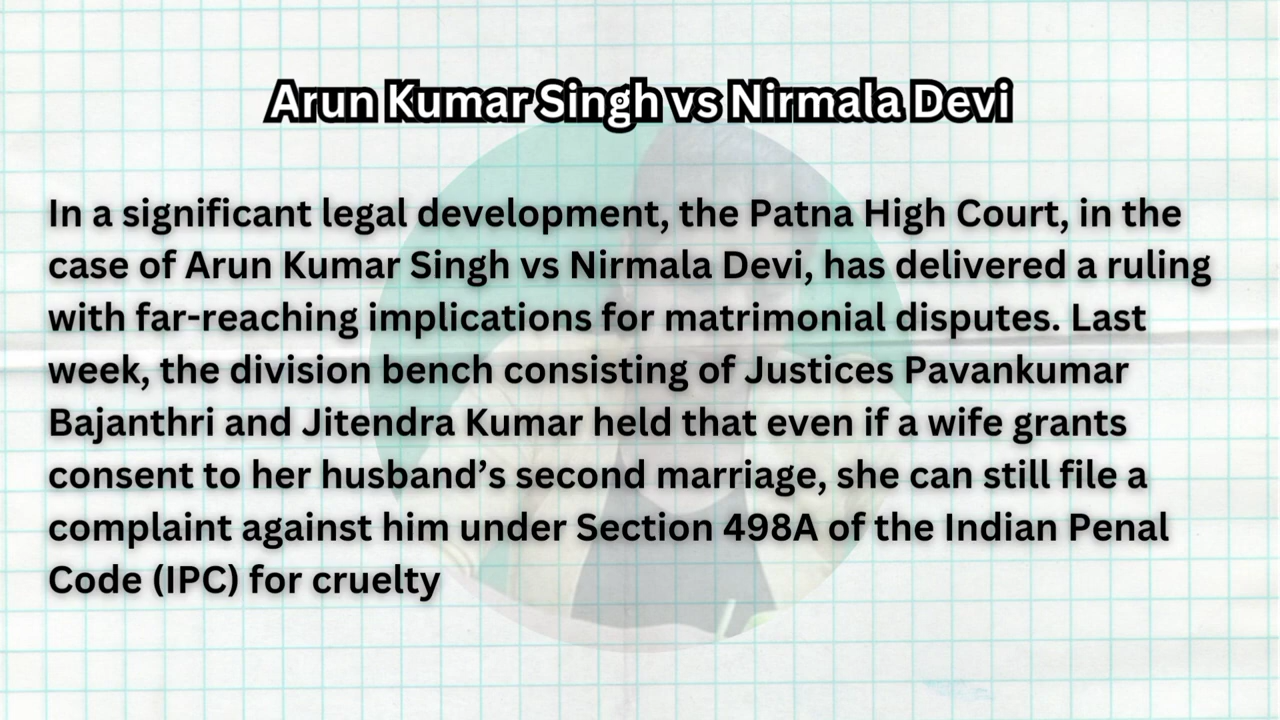 Arun Kumar Singh vs Nirmala Devi
In a significant legal development, the Patna High Court, in the
case of Arun Kumar Singh vs Nirmala Devi, has delivered a ruling
with far-reaching implications for matrimonial disputes. Last
week, the division bench consisting of Justices Pavankumar
Bajanthri and Jitendra Kumar held that even if a wife grants
consent to her husband’s second marriage, she can still file a
complaint against him under Section 498A of the Indian Penal
Code (IPC) for cruelty